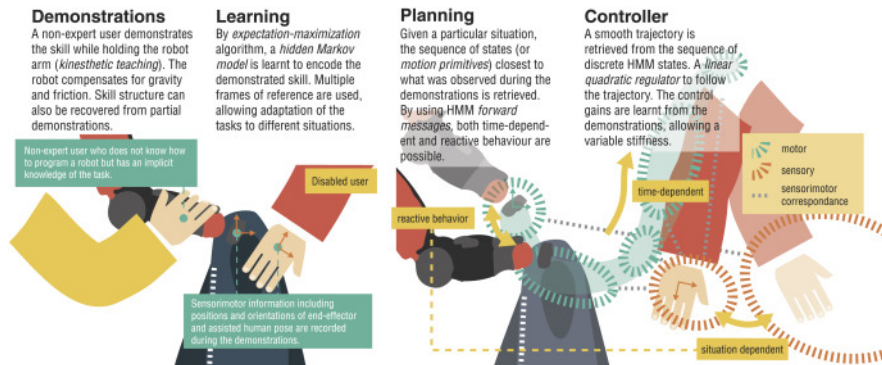 Demonstrations
A non-expert user demonstrates
the skill while holding the robot
arm (kinesthetic teaching). The
robot compensates for gravity
and friction. Skill structure can
also be recovered from partial
demonstrations.
Non-expert user who does not know how
to program a robot but has an implicit
knowledge of the task.
Learning
By expectation-maximization
algorithm, a hidden Markov
model is learnt to encode the
demonstrated skill. Multiple
frames of reference are used,
allowing adaptation of the
tasks to different situations.
Disabled user
Sensorimotor information including
positions and orientations of end-effector
and assisted human pose are recorded
during the demonstrations.
Planning
Given a particular situation,
the sequence of states (or
motion primitives) closest to
what was observed during the
demonstrations is retrieved.
By using HMM forward
messages, both time-depend-
ent and reactive behaviour are
possible.
reactive behavior
Controller
A smooth trajectory is
retrieved from the sequence of
discrete HMM states. A linear
quadratic regulator to follow
the trajectory. The control
gains are learnt from the
demonstrations, allowing a
variable stiffness.
time-dependent
motor
sensory
sensorimotor
correspondance
situation dependent